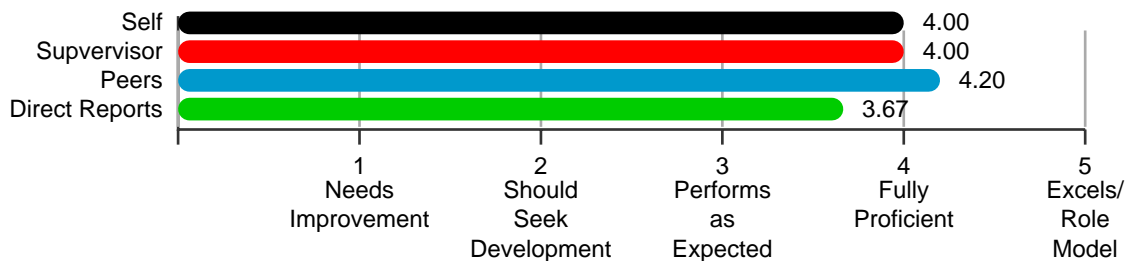 Self 4.00
Supvervisor 4.00
Peers 4.20
Direct Reports 3.67
1 2 3 4 5
Needs Should Performs Fully Excels/
Improvement Seek as Proficient Role
Development Expected Model